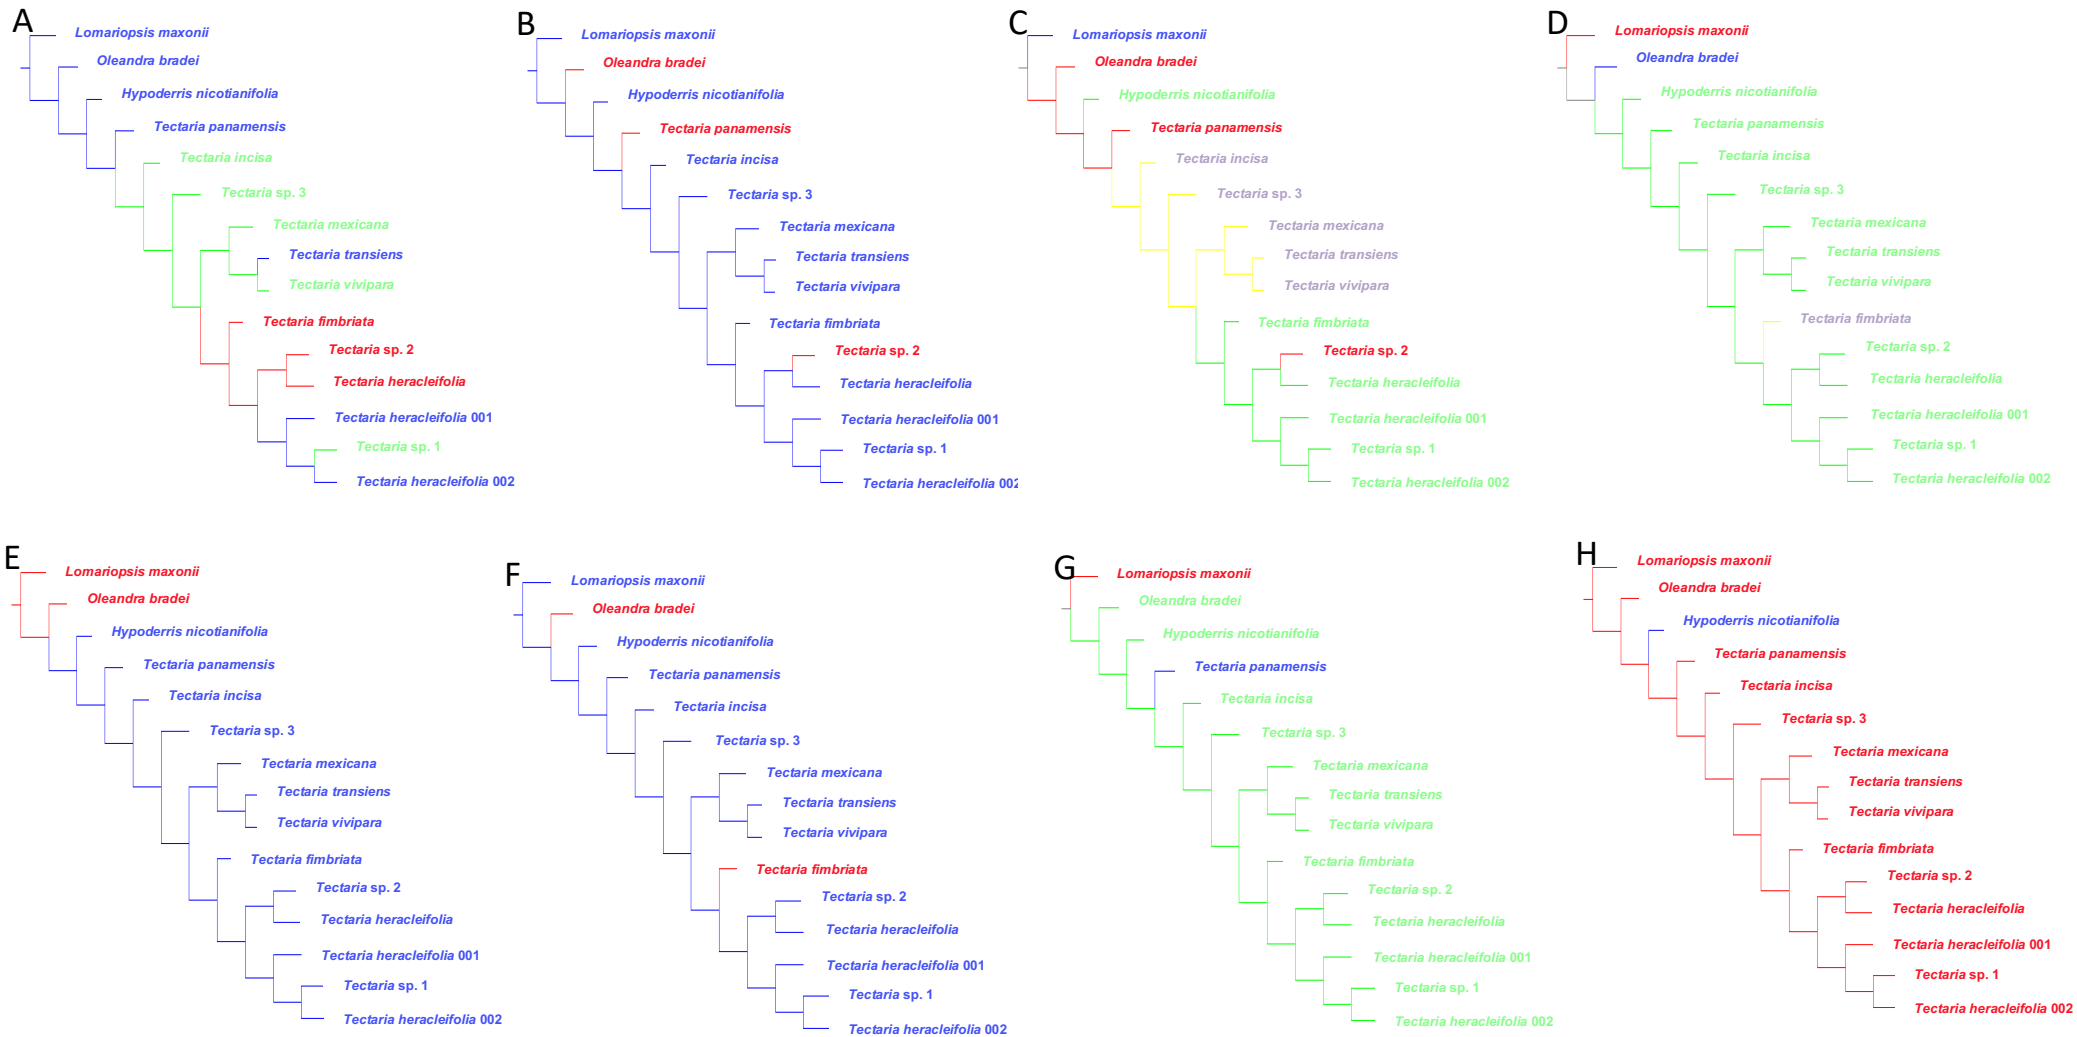 A
Lomariopsis maxonii
Oleandra bradei
Hypoderris nicotianifolia
Tectaria panamensis
Tectaria incisa
Tectaria sp. 3
Tectaria mexicana
Tectaria transiens
Tectaria vivipara
Tectaria fimbriata
Tectaria sp. 2
Tectaria heracleifolia
Tectaria heracleifolia 001
Tectaria sp. 1
Tectaria heracleifolia 002
B
Lomariopsis maxonii
Oleandra bradei
Hypoderris nicotianifolia
Tectaria panamensis
Tectaria incisa
Tectaria sp. 3
Tectaria mexicana
Tectaria transiens
Tectaria vivipara
Tectaria fimbriata
Tectaria sp. 2
Tectaria heracleifolia
Tectaria heracleifolia 001
Tectaria sp. 1
Tectaria heracleifolia 002
C
Lomariopsis maxonii
Oleandra bradei
Hypoderris nicotianifolia
Tectaria panamensis
Tectaria incisa
Tectaria sp. 3
Tectaria mexicana
Tectaria transiens
Tectaria vivipara
Tectaria fimbriata
Tectaria sp. 2
Tectaria heracleifolia
Tectaria heracleifolia 001
Tectaria sp. 1
Tectaria heracleifolia 002
D
Lomariopsis maxonii
Oleandra bradei
Hypoderris nicotianifolia
Tectaria panamensis
Tectaria incisa
Tectaria sp. 3
Tectaria mexicana
Tectaria transiens
Tectaria vivipara
Tectaria fimbriata
Tectaria sp. 2
Tectaria heracleifolia
Tectaria heracleifolia 001
Tectaria sp. 1
Tectaria heracleifolia 002
E
Lomariopsis maxonii
Oleandra bradei
Hypoderris nicotianifolia
Tectaria panamensis
Tectaria incisa
Tectaria sp. 3
Tectaria mexicana
Tectaria transiens
Tectaria vivipara
Tectaria fimbriata
Tectaria sp. 2
Tectaria heracleifolia
Tectaria heracleifolia 001
Tectaria sp. 1
Tectaria heracleifolia 002
F
Lomariopsis maxonii
Oleandra bradei
Hypoderris nicotianifolia
Tectaria panamensis
Tectaria incisa
Tectaria sp. 3
Tectaria mexicana
Tectaria transiens
Tectaria vivipara
Tectaria fimbriata
Tectaria sp. 2
Tectaria heracleifolia
Tectaria heracleifolia 001
Tectaria sp. 1
Tectaria heracleifolia 002
G
Lomariopsis maxonii
Oleandra bradei
Hypoderris nicotianifolia
Tectaria panamensis
Tectaria incisa
Tectaria sp. 3
Tectaria mexicana
Tectaria transiens
Tectaria vivipara
Tectaria fimbriata
Tectaria sp. 2
Tectaria heracleifolia
Tectaria heracleifolia 001
Tectaria sp. 1
Tectaria heracleifolia 002
H
Lomariopsis maxonii
Oleandra bradei
Hypoderris nicotianifolia
Tectaria panamensis
Tectaria incisa
Tectaria sp. 3
Tectaria mexicana
Tectaria transiens
Tectaria vivipara
Tectaria fimbriata
Tectaria sp. 2
Tectaria heracleifolia
Tectaria heracleifolia 001
Tectaria sp. 1
Tectaria heracleifolia 002